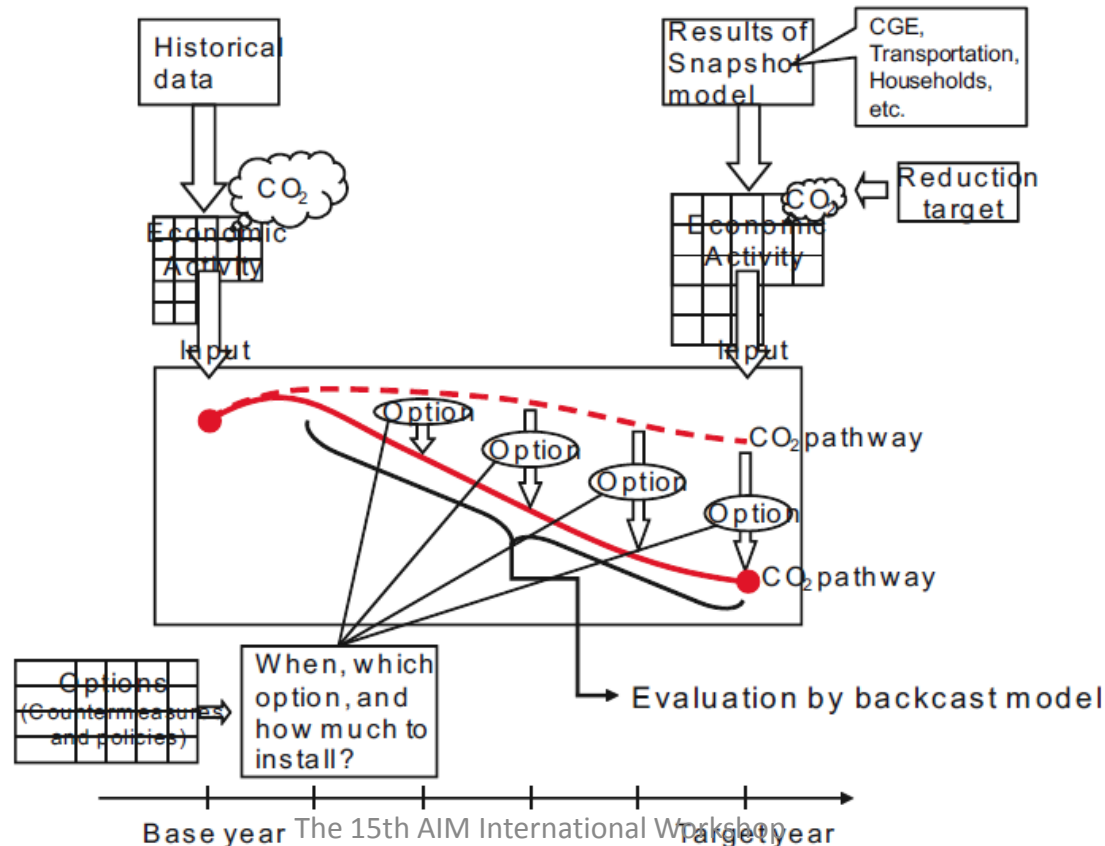 Historical
data
Results of
Snapshot
model
CGE,
Transportation,
Households,
etc.
CO₂
CO₂
Reduction
target
Economic
Activity
Economic
Activity
Input
Input
Option
Option
Option
Option
CO₂ pathway
CO₂ pathway
Options
(Countermeasures
and policies)
When, which
option, and
how much to
install?
Evaluation by backcast model
Base year
The 15th AIM International Workshop
Target year